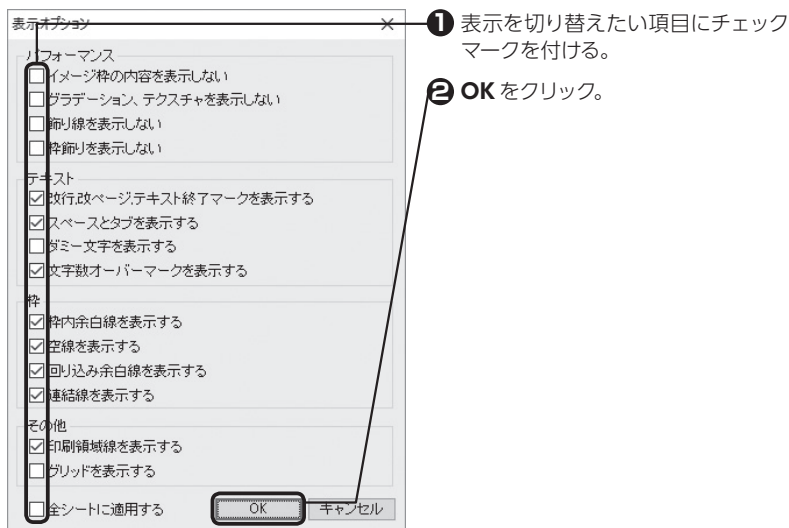 表示オプション
パフォーマンス
イメージ枠の内容を表示しない
グラデーション、テクスチャを表示しない
飾り線を表示しない
枠飾りを表示しない
テキスト
改行,改ページ,テキスト終了マークを表示する
スペースとタブを表示する
ダミー文字を表示する
文字数オーバーマークを表示する
枠
枠内余白線を表示する
空線を表示する
回り込み余白線を表示する
連結線を表示する
その他
印刷領域線を表示する
グリッドを表示する
全シートに適用する
OK
キャンセル
❶ 表示を切り替えたい項目にチェック
マークを付ける。
❷ OK をクリック。